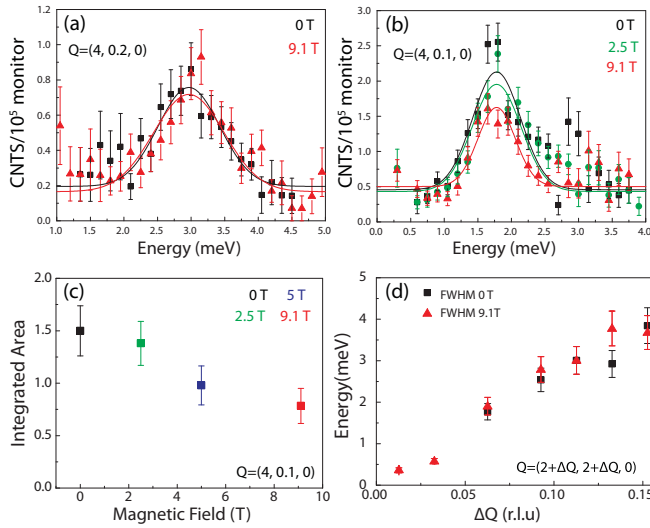 (a)
0 T
Q=(4, 0.2, 0)
9.1 T
CNTS/10⁵ monitor
1.2
1.0
0.8
0.6
0.4
0.2
0.0
1.0 1.5 2.0 2.5 3.0 3.5 4.0 4.5 5.0
Energy (meV)
(b)
0 T
Q=(4, 0.1, 0)
2.5 T
9.1 T
CNTS/10⁵ monitor
3.0
2.5
2.0
1.5
1.0
0.5
0.0
0.0 0.5 1.0 1.5 2.0 2.5 3.0 3.5 4.0
Energy (meV)
(c)
0 T 5 T
2.5 T 9.1 T
Integrated Area
2.0
1.5
1.0
0.5
0.0
0 2 4 6 8 10
Q=(4, 0.1, 0)
Magnetic Field (T)
(d)
FWHM 0 T
FWHM 9.1T
Energy(meV)
5
4
3
2
1
0
0.00 0.05 0.10 0.15
Q=(2+ΔQ, 2+ΔQ, 0)
ΔQ (r.l.u)